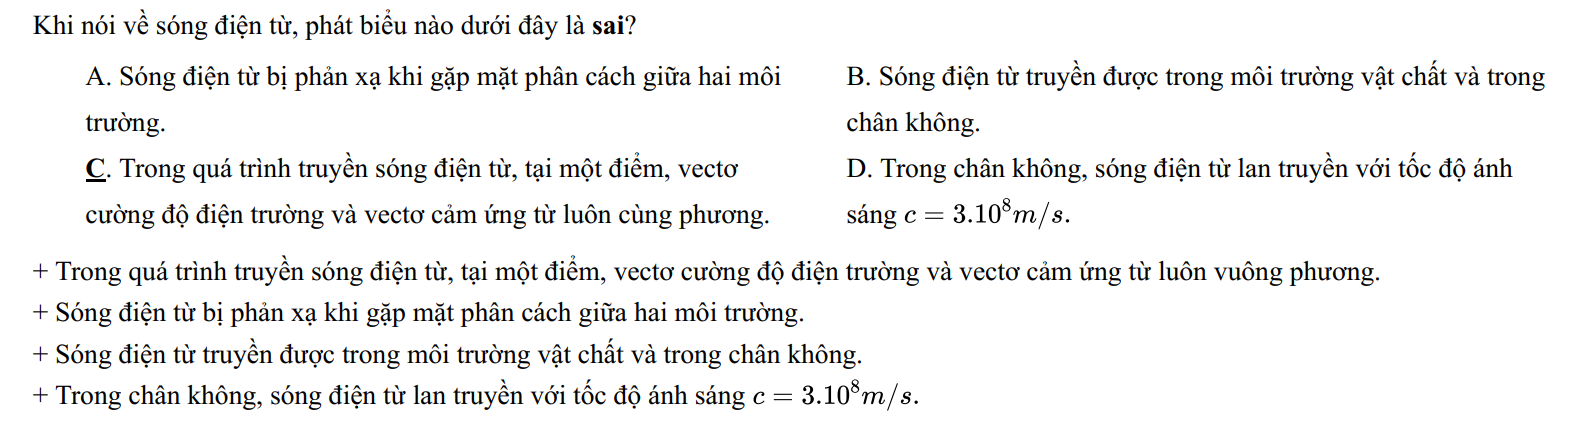 Khi nói về sóng điện từ, phát biểu nào dưới đây là sai?
A. Sóng điện từ bị phản xạ khi gặp mặt phân cách giữa hai môi trường.
B. Sóng điện từ truyền được trong môi trường vật chất và trong chân không.
C. Trong quá trình truyền sóng điện từ, tại một điểm, vectơ cường độ điện trường và vectơ cảm ứng từ luôn cùng phương.
D. Trong chân không, sóng điện từ lan truyền với tốc độ ánh sáng c = 3.10⁸m/s.
+ Trong quá trình truyền sóng điện từ, tại một điểm, vectơ cường độ điện trường và vectơ cảm ứng từ luôn vuông phương.
+ Sóng điện từ bị phản xạ khi gặp mặt phân cách giữa hai môi trường.
+ Sóng điện từ truyền được trong môi trường vật chất và trong chân không.
+ Trong chân không, sóng điện từ lan truyền với tốc độ ánh sáng c = 3.10⁸m/s.